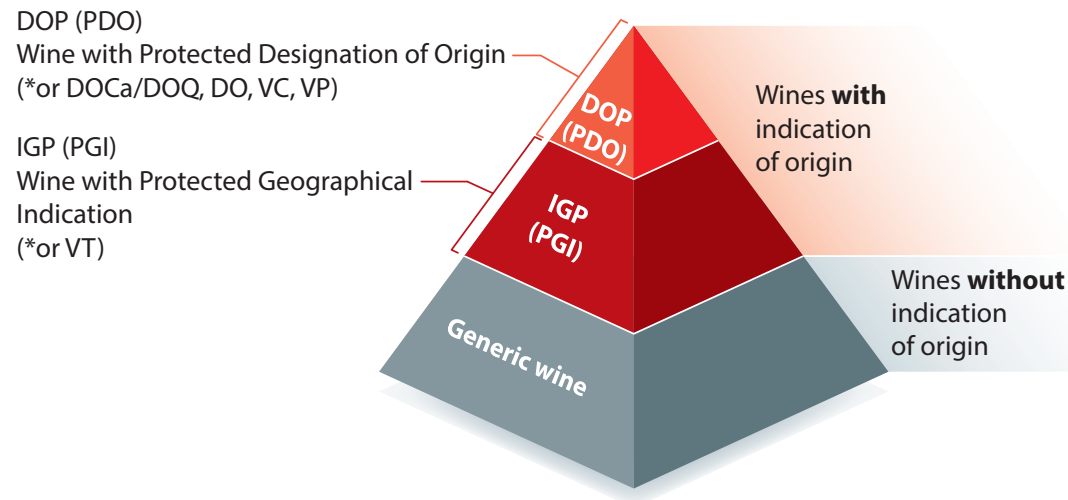 DOP (PDO)
Wine with Protected Designation of Origin
(*or DOCa/DOQ, DO, VC, VP)
IGP (PGI)
Wine with Protected Geographical
Indication
(*or VT)
DOP
(PDO)
IGP
(PGI)
Generic wine
Wines with
indication
of origin
Wines without
indication
of origin